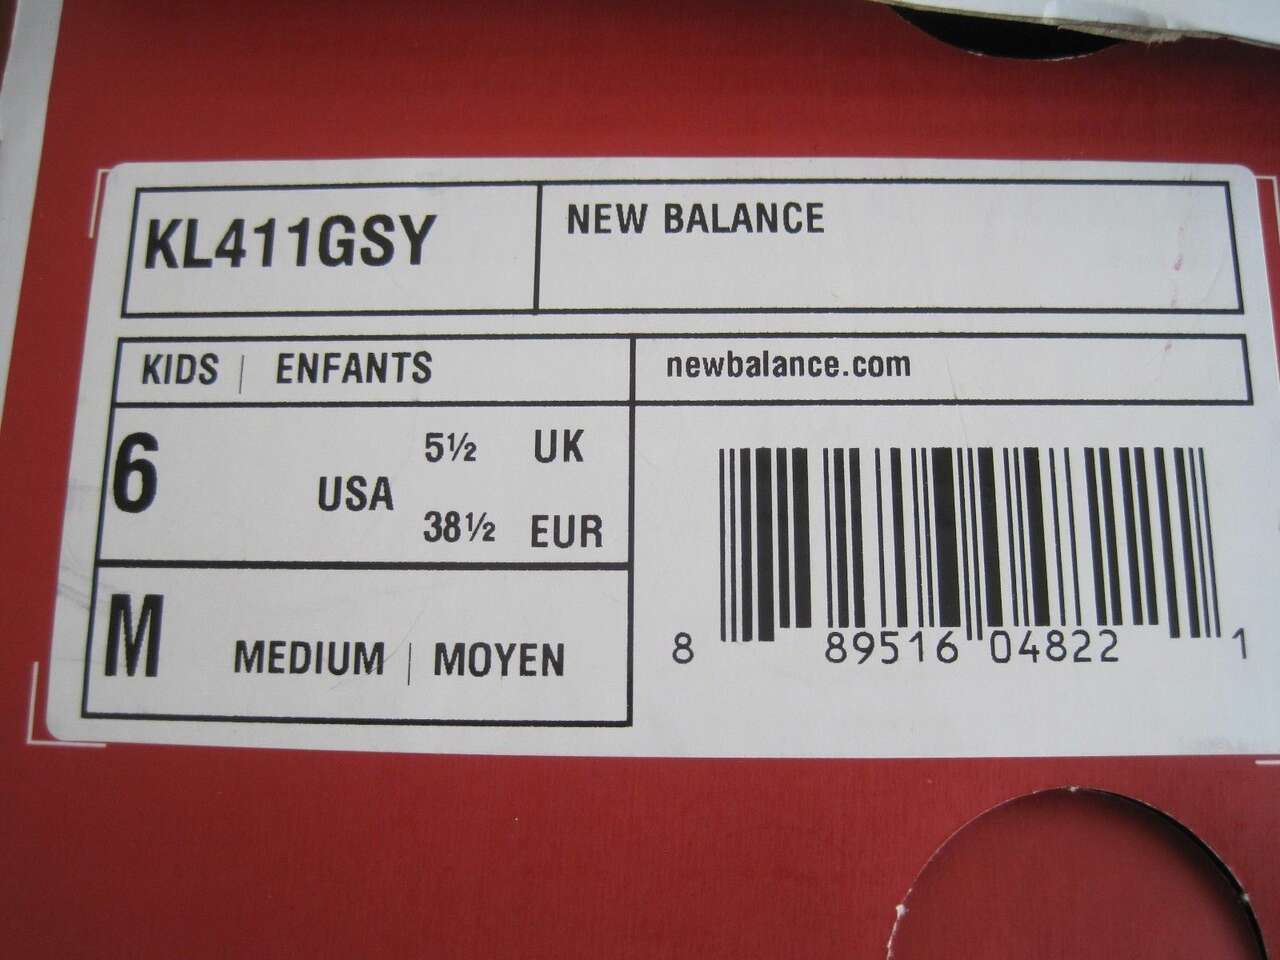 KL411GSY
NEW BALANCE
KIDS | ENFANTS
newbalance.com
6 USA
5½ UK
38½ EUR
M MEDIUM | MOYEN
8 89516 04822 1